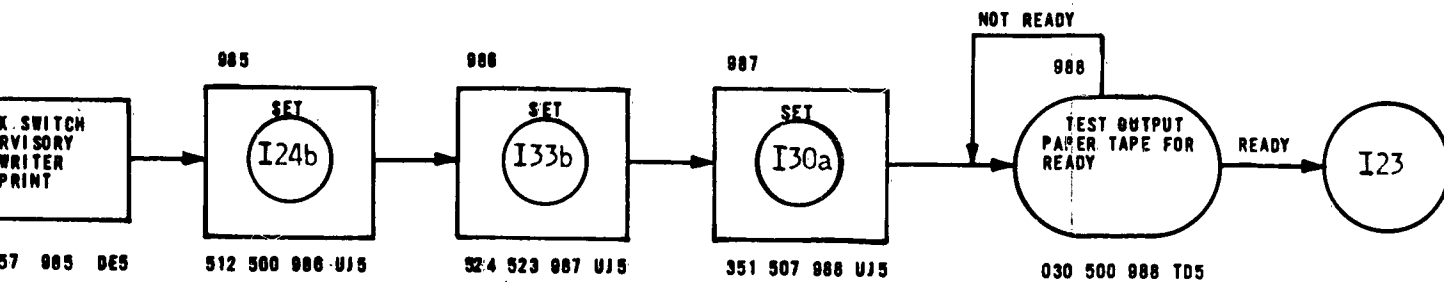 NOT READY
985
986
987
988
K. SWITCH
RVISORY
WRITER
PRINT
SET
I24b
SET
I33b
SET
I30a
TEST OUTPUT
PAPER TAPE FOR
READY
READY
I23
57 985 DE5
512 500 986 UJ5
524 523 987 UJ5
351 507 988 UJ5
030 500 988 TD5